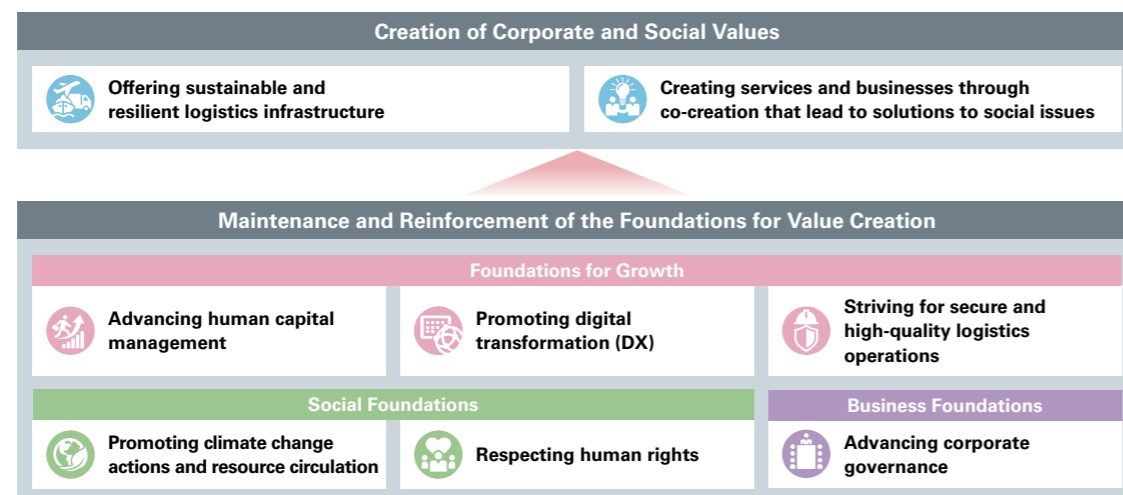 Creation of Corporate and Social Values
Offering sustainable and
resilient logistics infrastructure
Creating services and businesses through
co-creation that lead to solutions to social issues
Maintenance and Reinforcement of the Foundations for Value Creation
Foundations for Growth
Advancing human capital
management
Promoting digital
transformation (DX)
Striving for secure and
high-quality logistics
operations
Social Foundations
Promoting climate change
actions and resource circulation
Respecting human rights
Business Foundations
Advancing corporate
governance